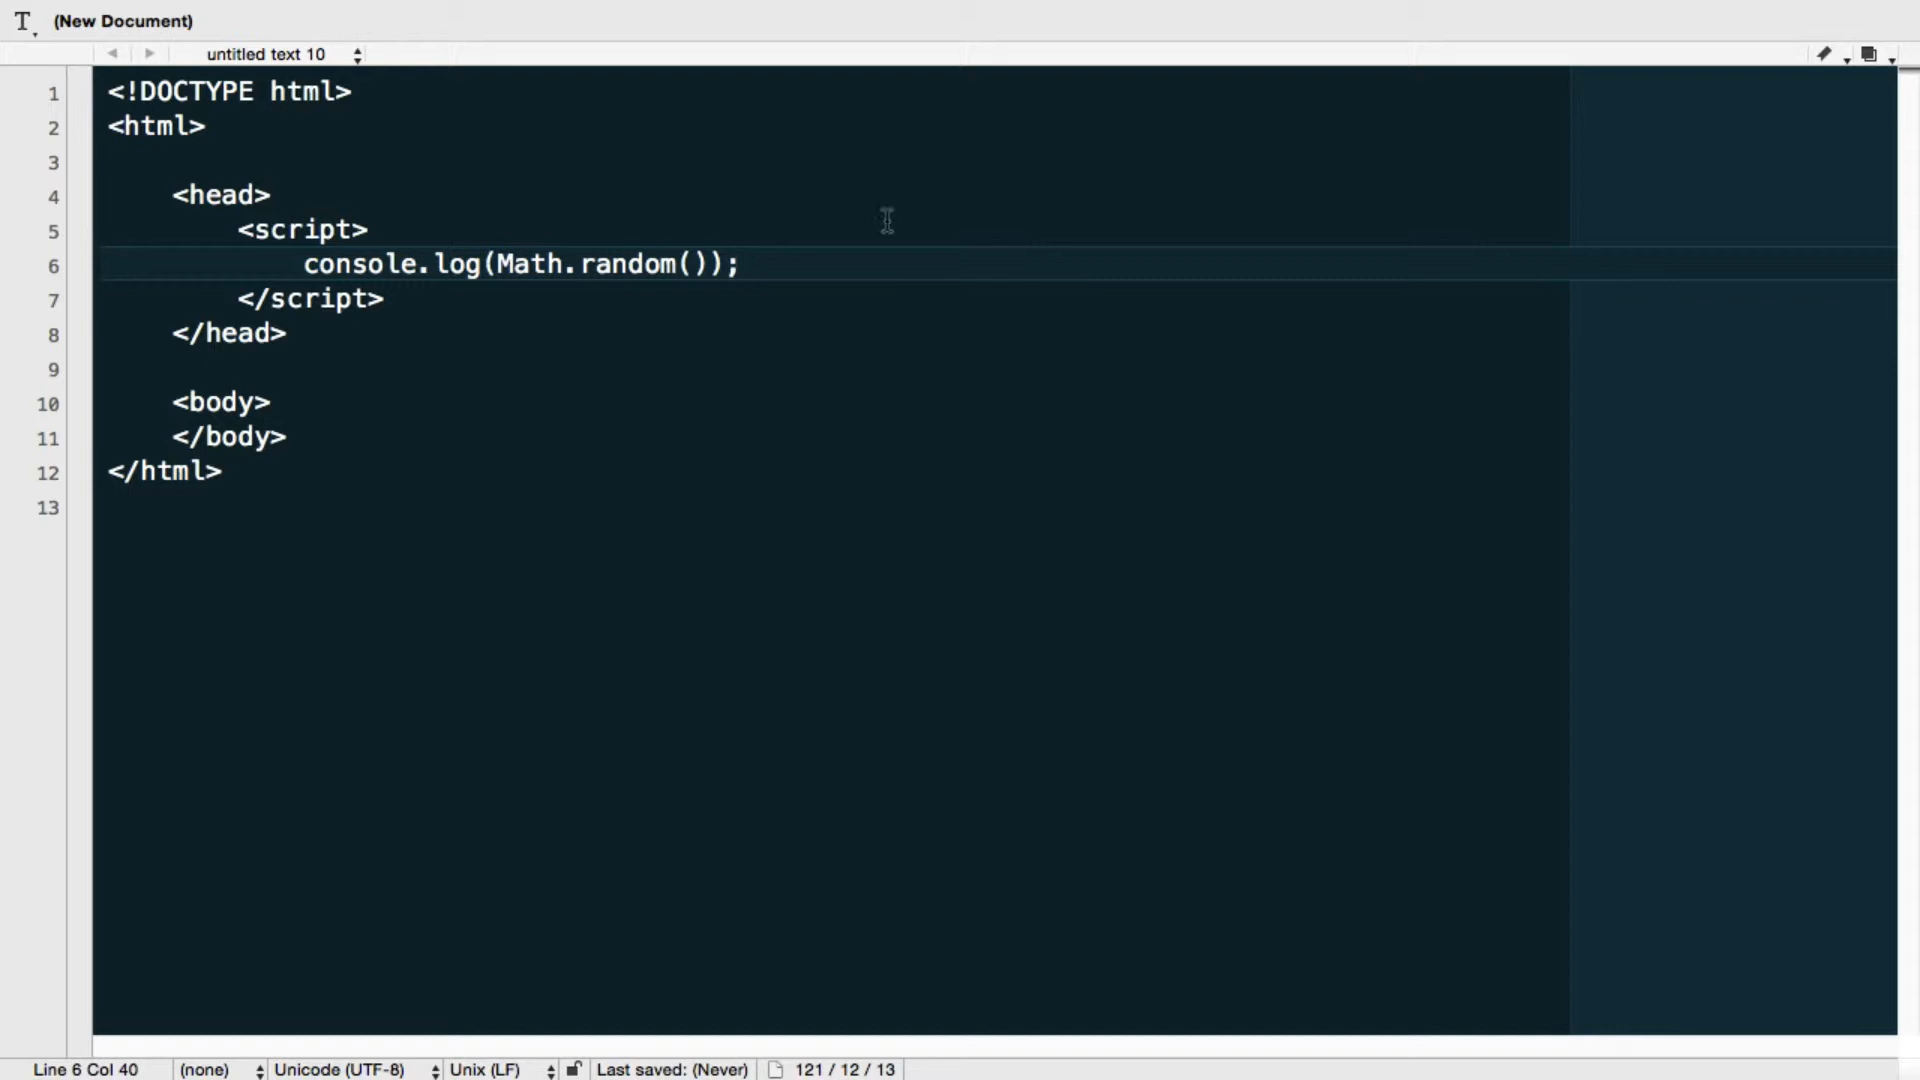 (New Document)
untitled text 10
1 <!DOCTYPE html>
2 <html>
3
4     <head>
5         <script>
6             console.log(Math.random());
7         </script>
8     </head>
9
10     <body>
11     </body>
12 </html>
13
Line 6 Col 40 (none) Unicode (UTF-8) Unix (LF) Last saved: (Never) 121 / 12 / 13